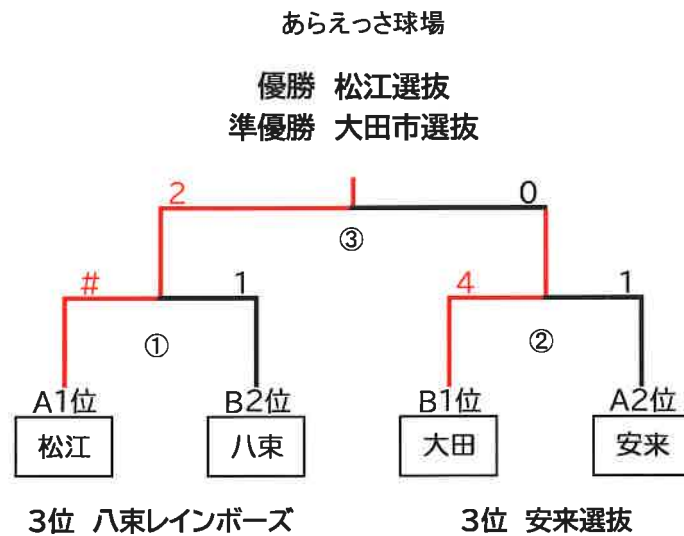 あらえっさ球場
優勝 松江選抜
準優勝 大田市選抜
2 0
③
# 1 4 1
① ②
A1位 B2位 B1位 A2位
松江 八束 大田 安来
3位 八束レインボーズ 3位 安来選抜